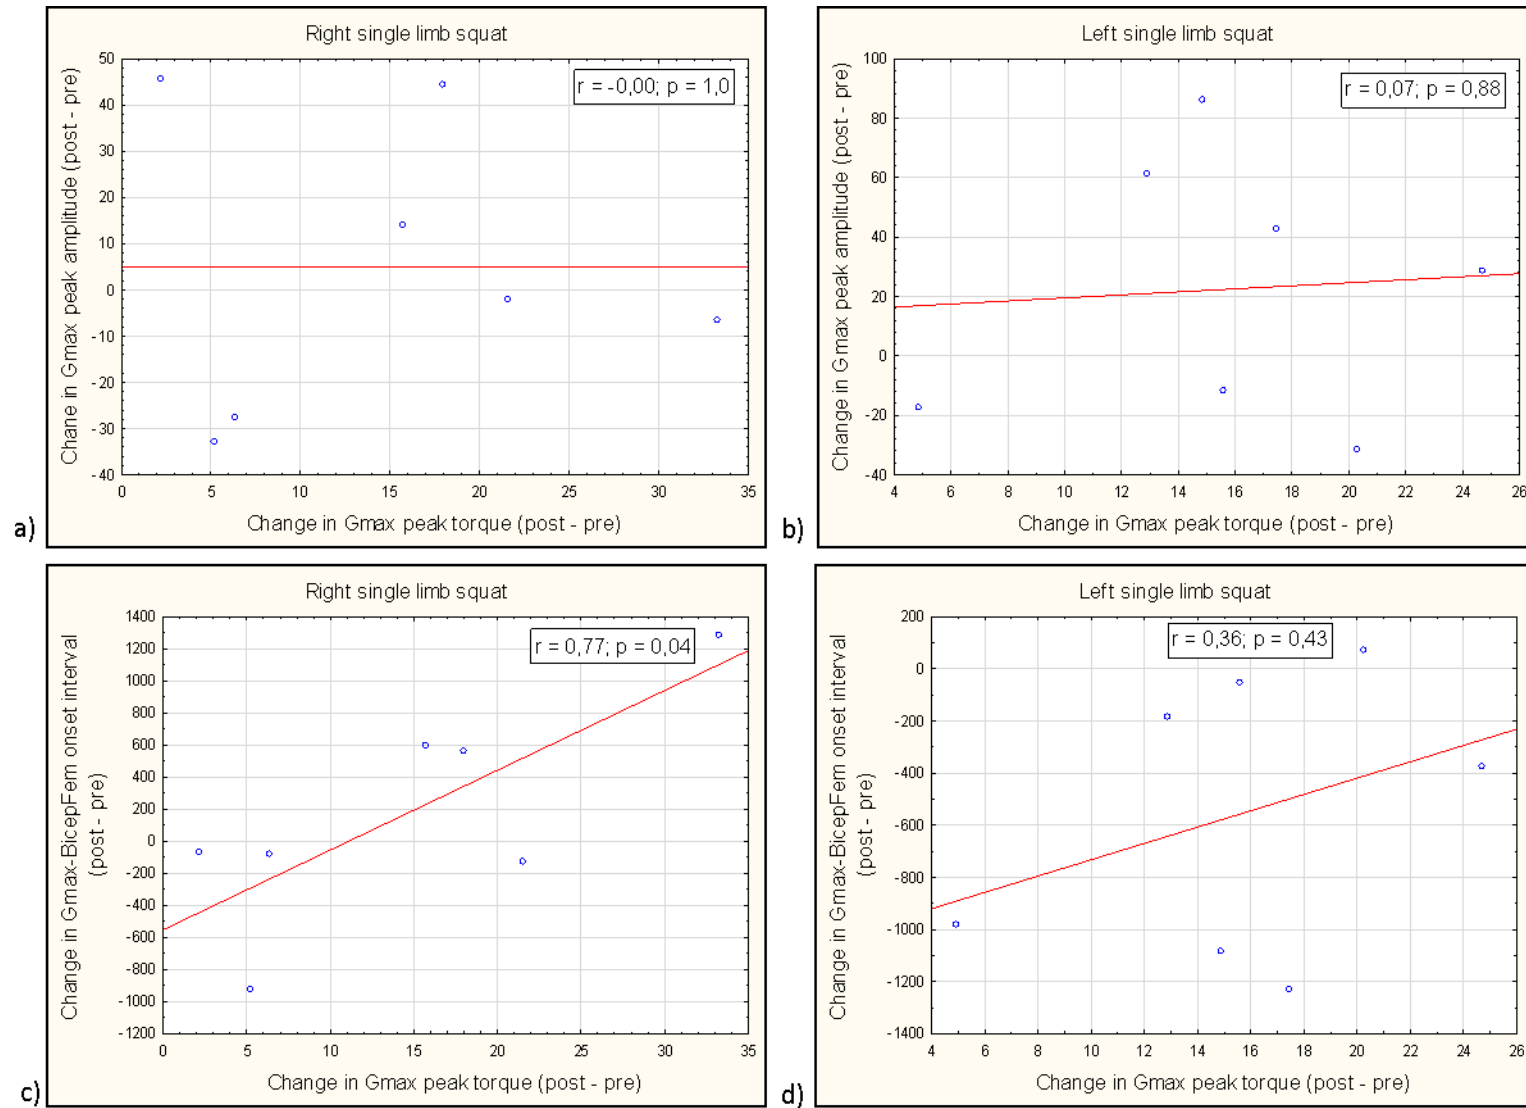 Right single limb squat
r = -0,00; p = 1,0
Chane in Gmax peak amplitude (post - pre)
50
40
30
20
10
0
-10
-20
-30
-40
0 5 10 15 20 25 30 35
Change in Gmax peak torque (post - pre)
a)
Left single limb squat
r = 0,07; p = 0,88
Change in Gmax peak amplitude (post - pre)
100
80
60
40
20
0
-20
-40
4 6 8 10 12 14 16 18 20 22 24 26
Change in Gmax peak torque (post - pre)
b)
Right single limb squat
r = 0,77; p = 0,04
Change in Gmax-BicepFem onset interval
(post - pre)
1400
1200
1000
800
600
400
200
0
-200
-400
-600
-800
-1000
-1200
0 5 10 15 20 25 30 35
Change in Gmax peak torque (post - pre)
c)
Left single limb squat
r = 0,36; p = 0,43
Change in Gmax-BicepFem onset interval
(post - pre)
200
0
-200
-400
-600
-800
-1000
-1200
-1400
4 6 8 10 12 14 16 18 20 22 24 26
Change in Gmax peak torque (post - pre)
d)